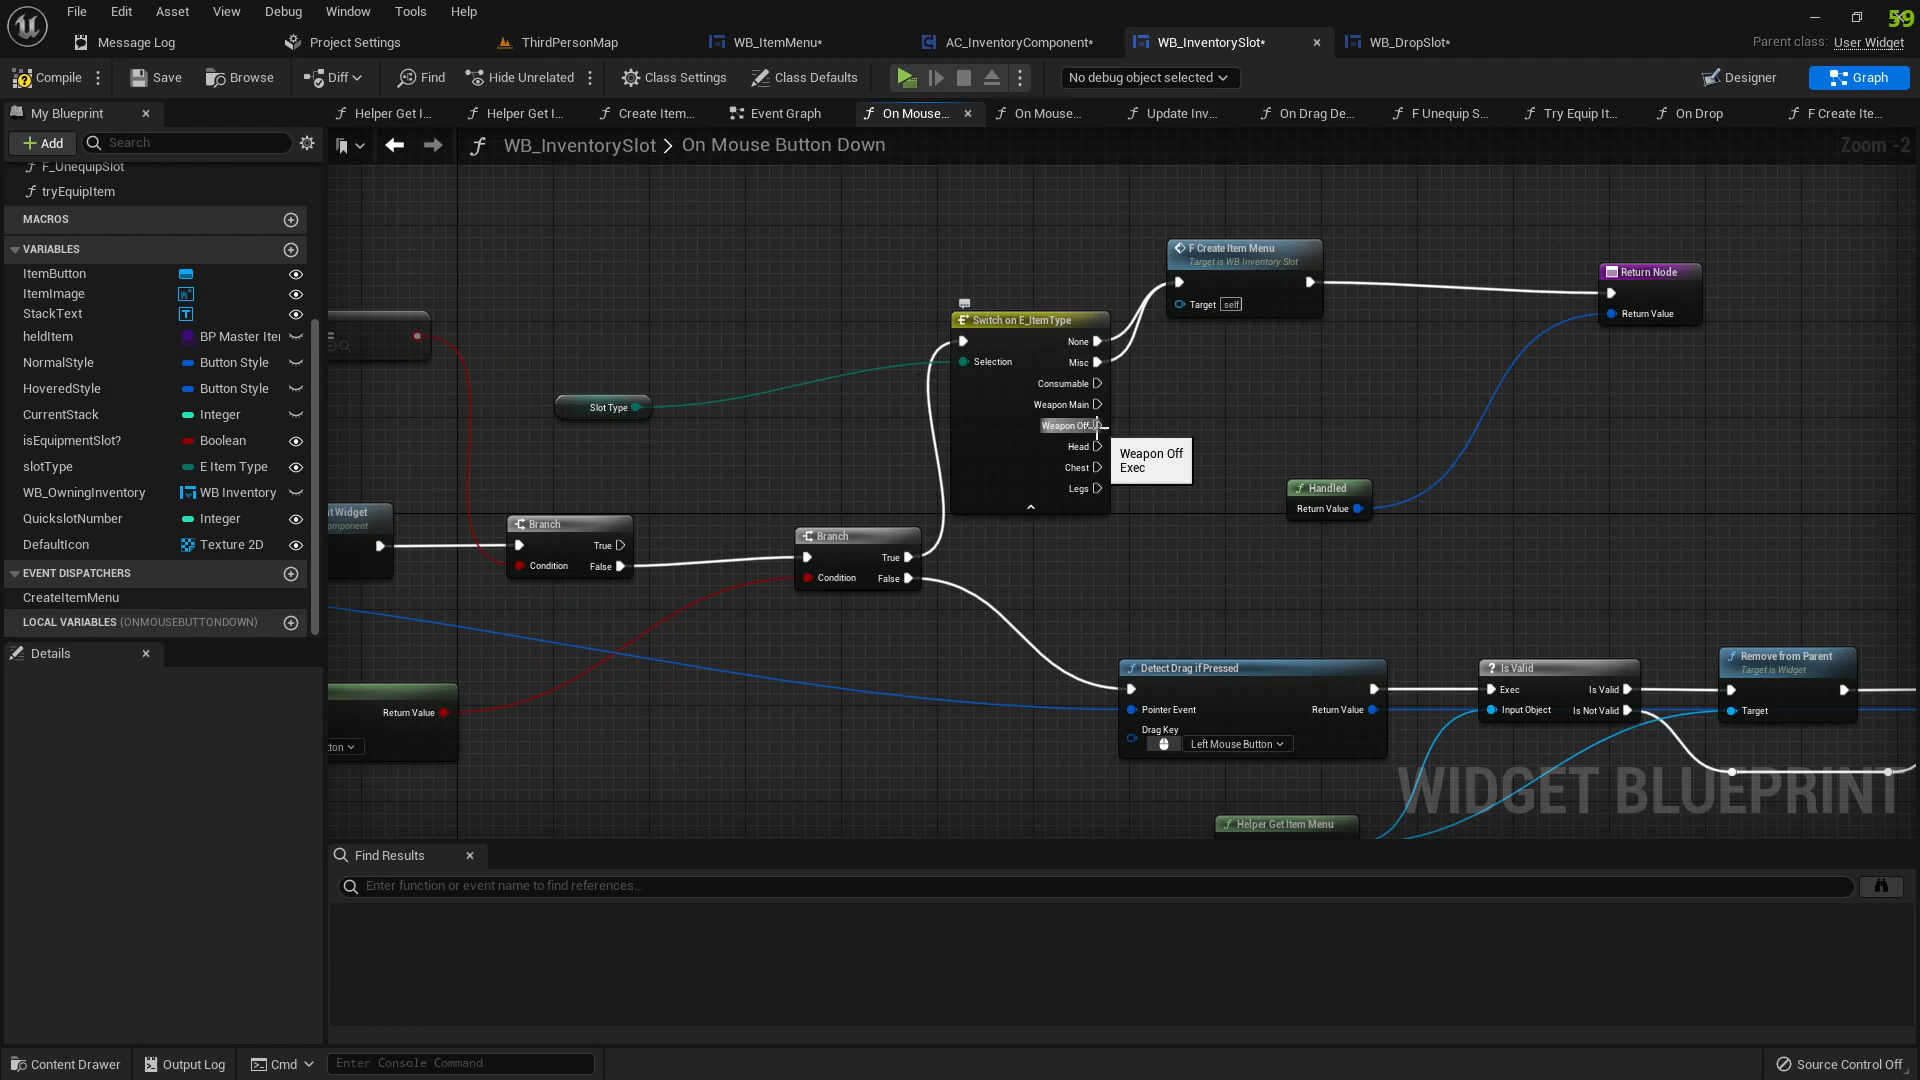 File Edit Asset View Debug Window Tools Help
59
Message Log Project Settings ThirdPersonMap WB_ItemMenu* AC_InventoryComponent* WB_InventorySlot* WB_DropSlot*
Parent class: User Widget
Compile Save Browse Diff Find Hide Unrelated Class Settings Class Defaults No debug object selected Designer Graph
My Blueprint
Helper Get I... Helper Get I... Create Item... Event Graph On Mouse... On Mouse... Update Inv... On Drag De... F Unequip S... Try Equip It... On Drop F Create Ite...
Add Search
WB_InventorySlot > On Mouse Button Down
Zoom -2
F_UnequipSlot
tryEquipItem
MACROS
VARIABLES
ItemButton
ItemImage
StackText
heldItem BP Master Iter
NormalStyle Button Style
HoveredStyle Button Style
CurrentStack Integer
isEquipmentSlot? Boolean
slotType E Item Type
WB_OwningInventory WB Inventory
QuickslotNumber Integer
DefaultIcon Texture 2D
EVENT DISPATCHERS
CreateItemMenu
LOCAL VARIABLES (ONMOUSEBUTTONDOWN)
Details
F Create Item Menu
Target is WB Inventory Slot
Target self
Return Node
Return Value
Switch on E_ItemType
None
Selection Misc
Consumable
Weapon Main
Weapon Off
Head
Chest
Legs
Weapon Off
Exec
Slot Type
Handled
Return Value
nt Widget
omponent
Branch
True
Condition False
Branch
True
Condition False
Return Value
tton
Detect Drag if Pressed
Pointer Event Return Value
Drag Key
Left Mouse Button
Is Valid
Exec Is Valid
Input Object Is Not Valid
Remove from Parent
Target is Widget
Target
Helper Get Item Menu
WIDGET BLUEPRINT
Find Results
Enter function or event name to find references...
Content Drawer Output Log Cmd Enter Console Command Source Control Off